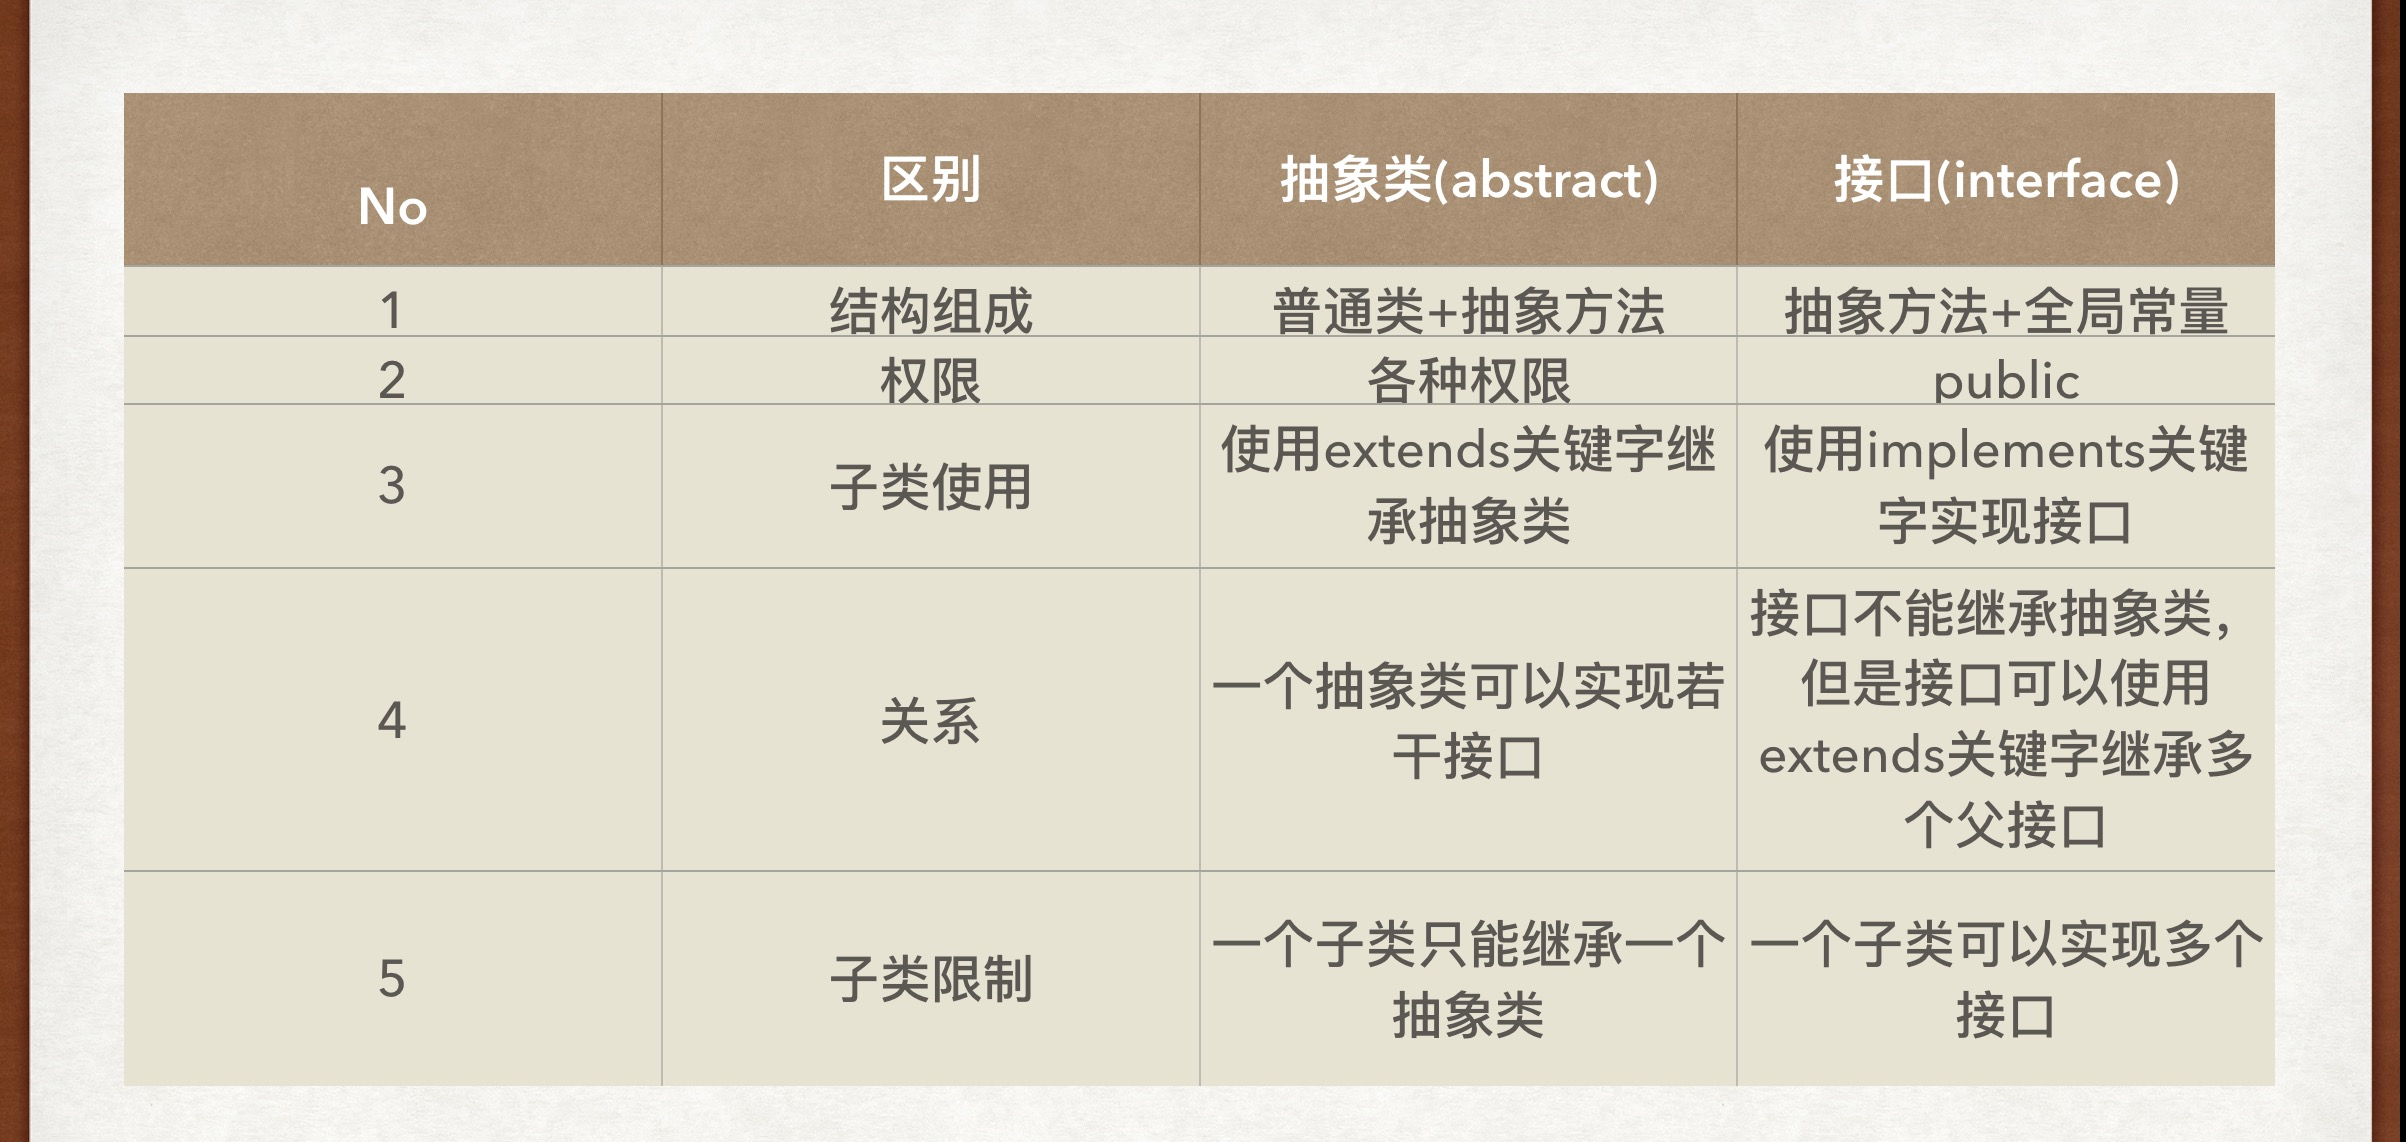 No
区别
抽象类(abstract)
接口(interface)
1
结构组成
普通类+抽象方法
抽象方法+全局常量
2
权限
各种权限
public
3
子类使用
使用extends关键字继
承抽象类
使用implements关键
字实现接口
4
关系
一个抽象类可以实现若
干接口
接口不能继承抽象类，
但是接口可以使用
extends关键字继承多
个父接口
5
子类限制
一个子类只能继承一个
抽象类
一个子类可以实现多个
接口